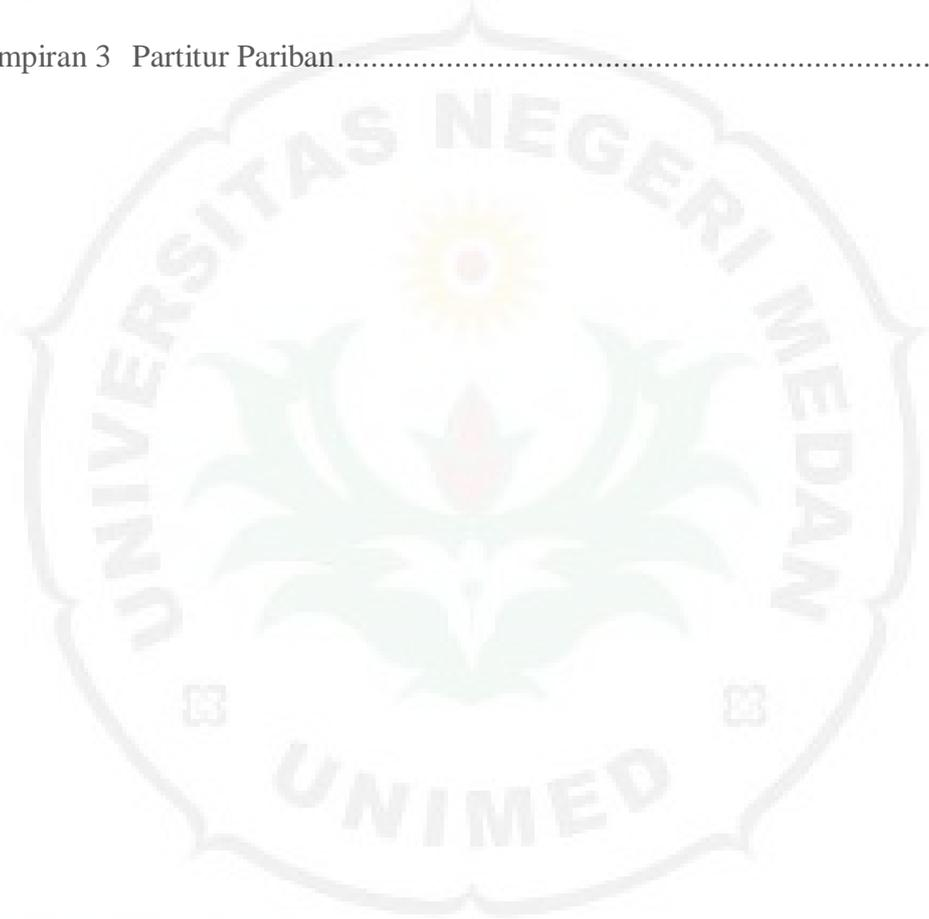 mpiran 3 Partitur Pariban......................................................................
UNIVERSITAS NEGERI MEDAN
UNIMED